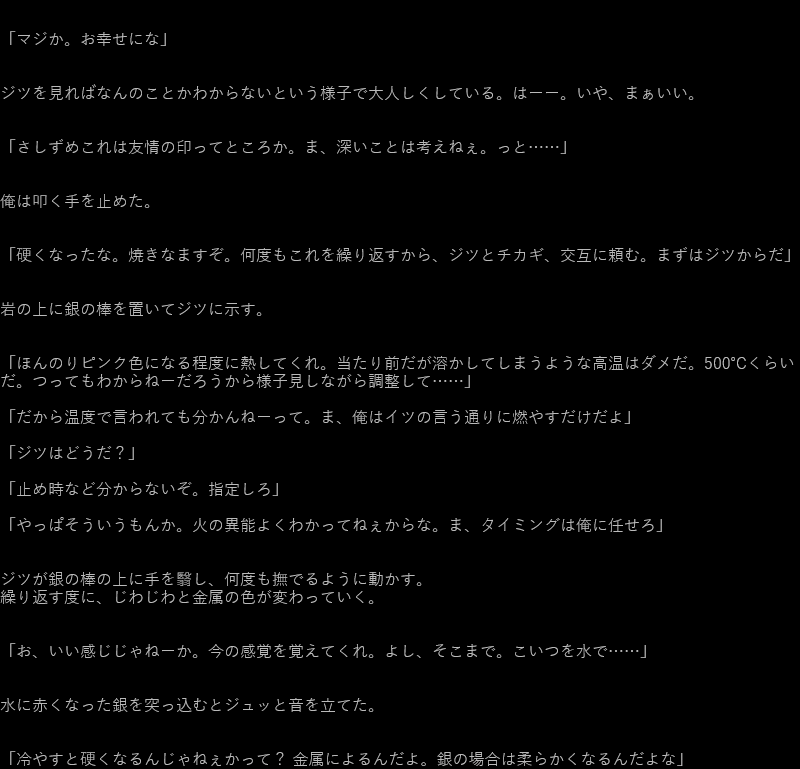 「マジか。お幸せにな」
ジツを見ればなんのことかわからないという様子で大人しくしている。はーー。いや、まぁいい。
「さしずめこれは友情の印ってところか。ま、深いことは考えねぇ。っと……」
俺は叩く手を止めた。
「硬くなったな。焼きなますぞ。何度もこれを繰り返すから、ジツとチカギ、交互に頼む。まずはジツからだ」
岩の上に銀の棒を置いてジツに示す。
「ほんのりピンク色になる程度に熱してくれ。当たり前だが溶かしてしまうような高温はダメだ。500℃くらい
だ。つってもわからねーだろうから様子見しながら調整して……」
「だから温度で言われても分かんねーって。ま、俺はイツの言う通りに燃やすだけだよ」
「ジツはどうだ？」
「止め時など分からないぞ。指定しろ」
「やっぱそういうもんか。火の異能よくわかってねぇからな。ま、タイミングは俺に任せろ」
ジツが銀の棒の上に手を翳し、何度も撫でるように動かす。
繰り返す度に、じわじわと金属の色が変わっていく。
「お、いい感じじゃねーか。今の感覚を覚えてくれ。よし、そこまで。こいつを水で……」
水に赤くなった銀を突っ込むとジュッと音を立てた。
「冷やすと硬くなるんじゃねぇかって？ 金属によるんだよ。銀の場合は柔らかくなるんだよな」